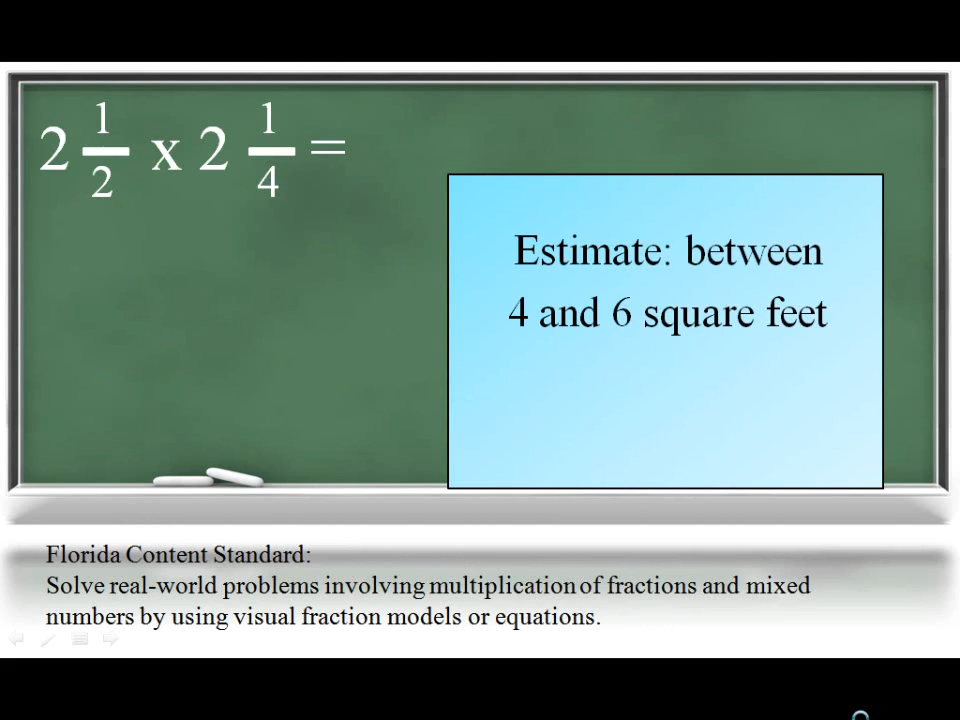 2 1/2 x 2 1/4 =
Estimate: between
4 and 6 square feet
Florida Content Standard:
Solve real-world problems involving multiplication of fractions and mixed
numbers by using visual fraction models or equations.